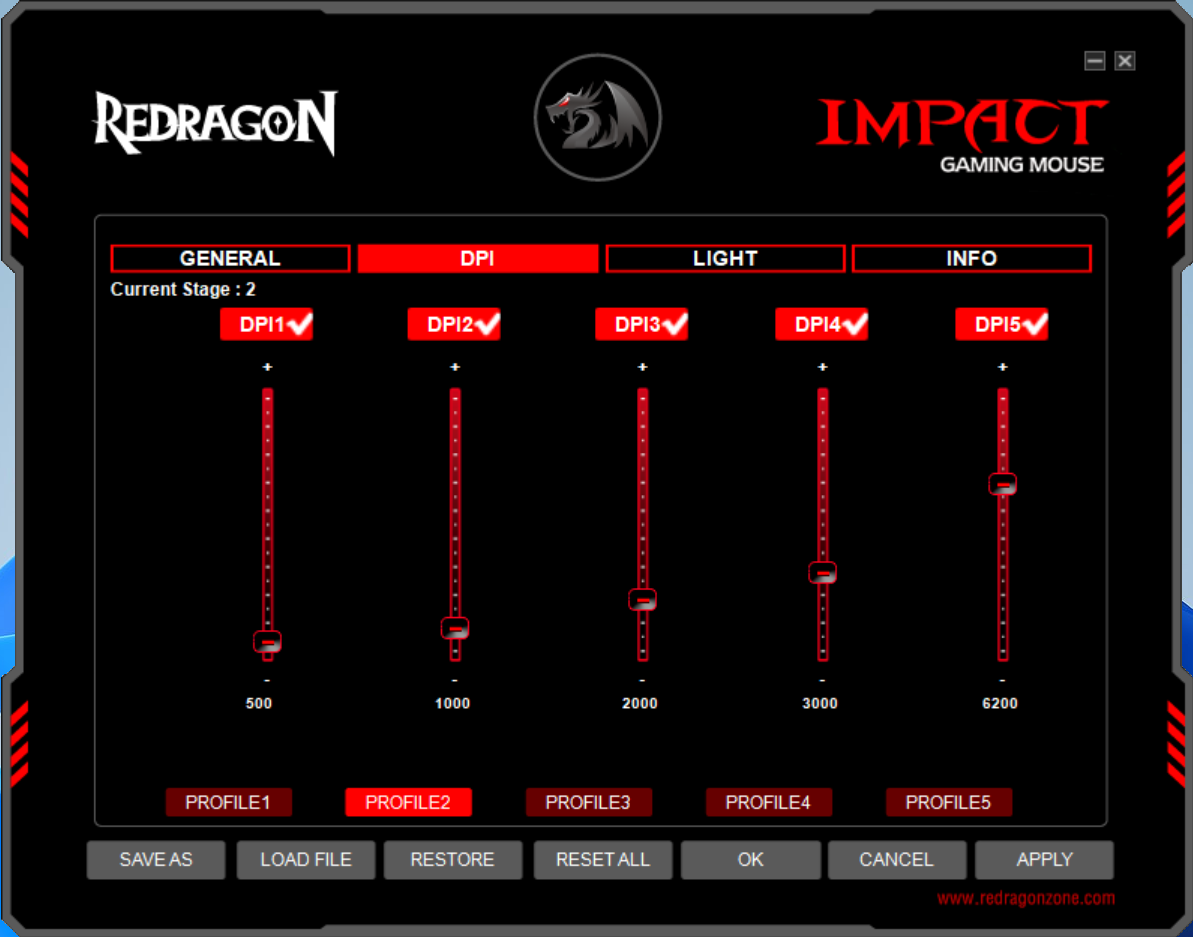 REDRAGON
IMPACT
GAMING MOUSE
GENERAL DPI LIGHT INFO
Current Stage : 2
DPI1 DPI2 DPI3 DPI4 DPI5
+ + + + +
- - - - -
500 1000 2000 3000 6200
PROFILE1 PROFILE2 PROFILE3 PROFILE4 PROFILE5
SAVE AS LOAD FILE RESTORE RESET ALL OK CANCEL APPLY
www.redragonzone.com